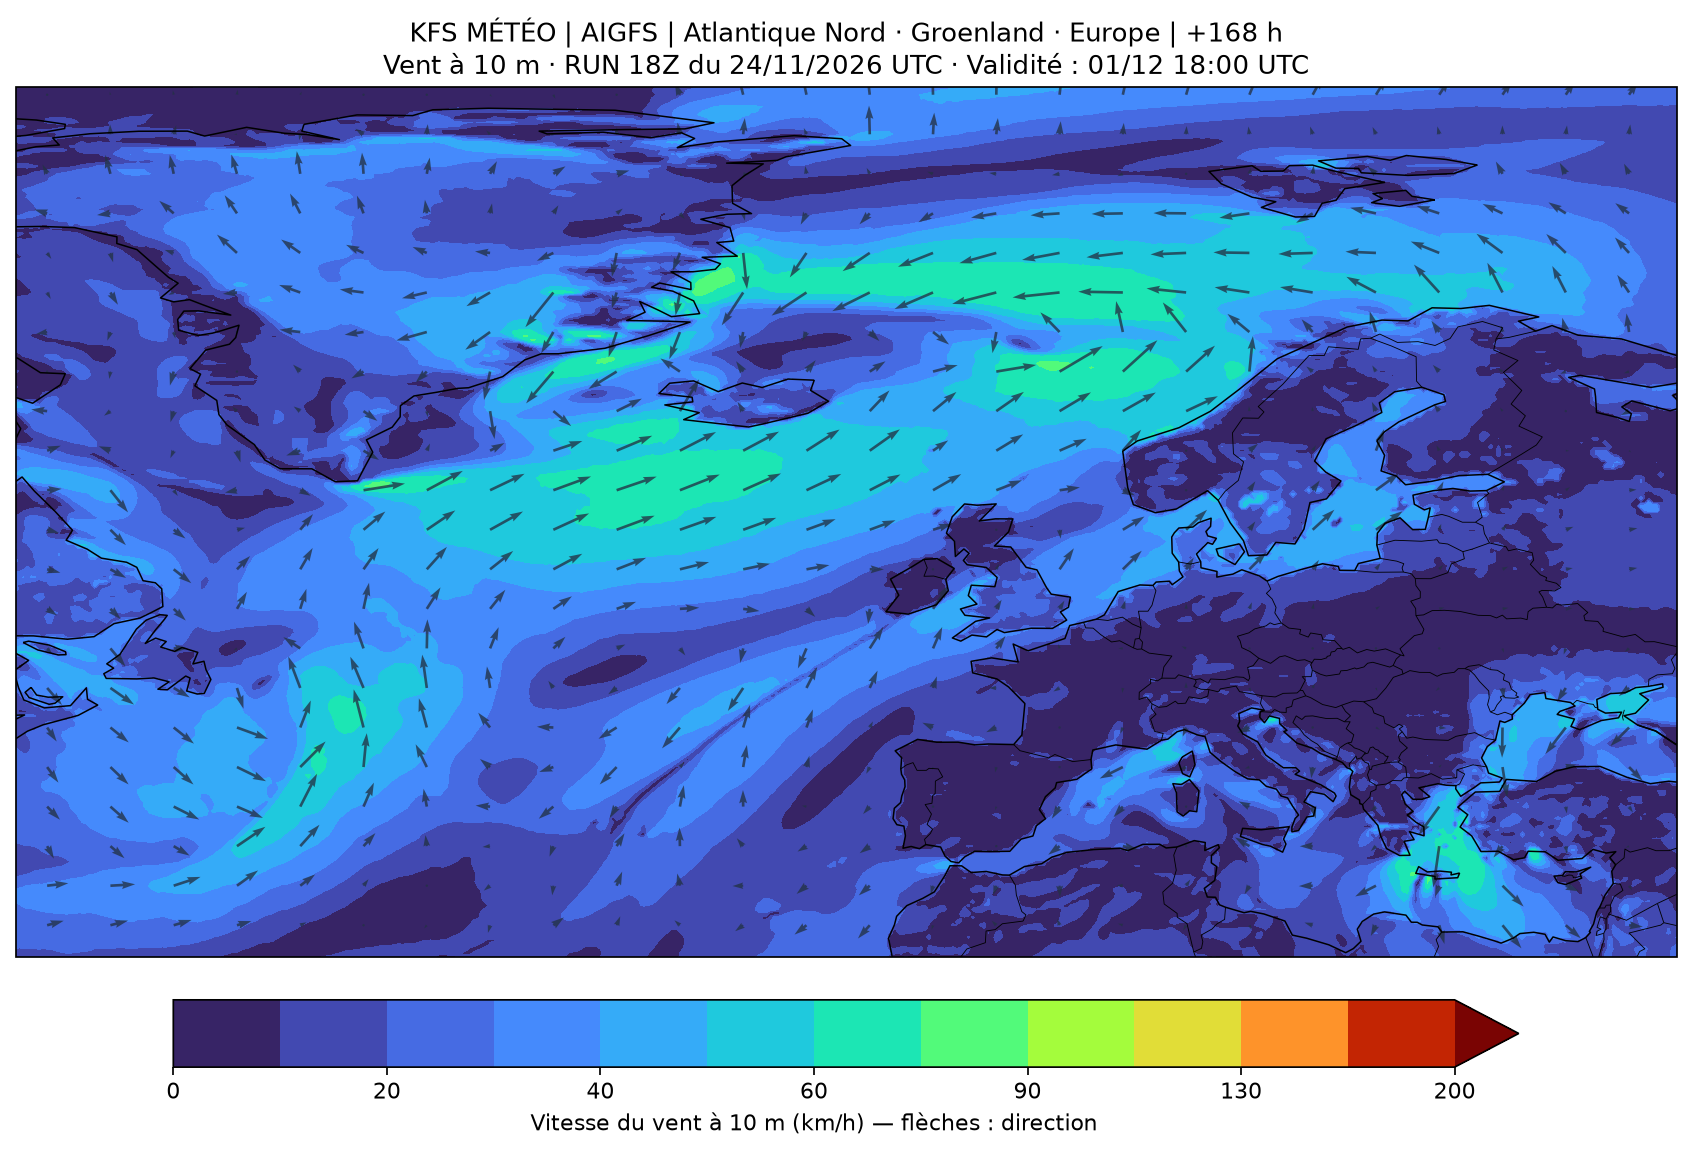 KFS MÉTÉO | AIGFS | Atlantique Nord · Groenland · Europe | +168 h
Vent à 10 m · RUN 18Z du 24/11/2026 UTC · Validité : 01/12 18:00 UTC
0 20 40 60 90 130 200
Vitesse du vent à 10 m (km/h) — flèches : direction